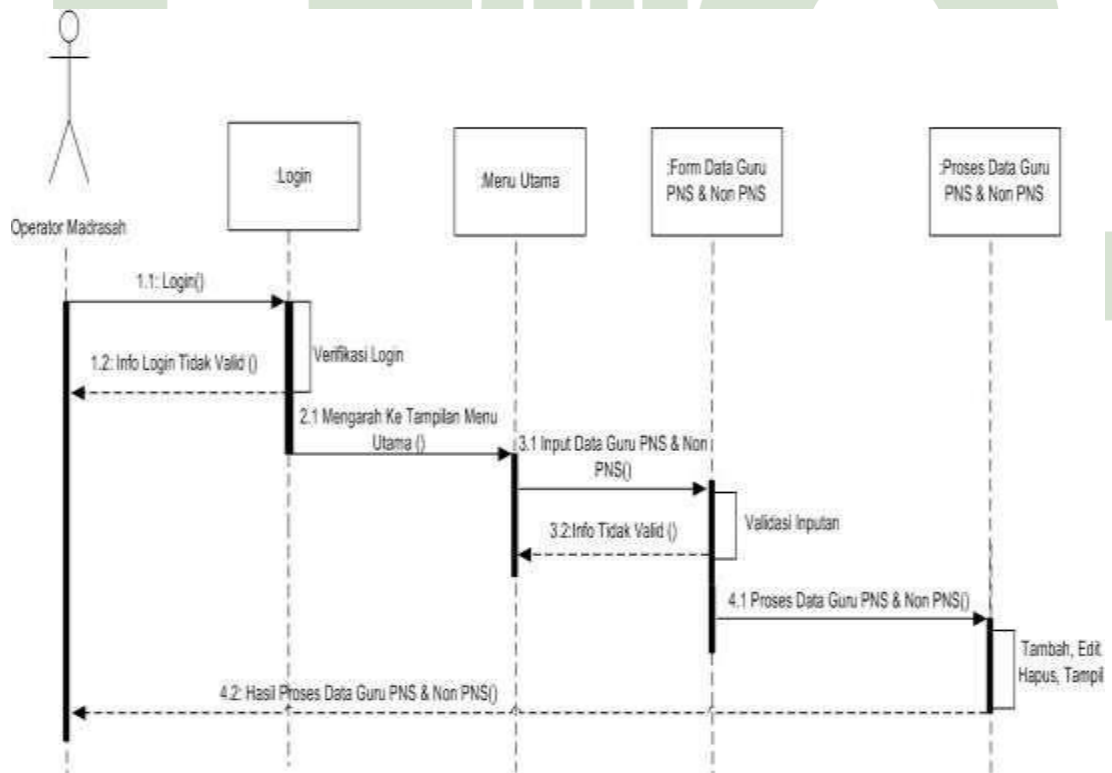 :Login
:Menu Utama
:Form Data Guru
PNS & Non PNS
:Proses Data Guru
PNS & Non PNS
Operator Madrasah
1.1: Login()
Verifikasi Login
1.2: Info Login Tidak Valid ()
2.1 Mengarah Ke Tampilan Menu
Utama ()
3.1 Input Data Guru PNS & Non
PNS()
Validasi Inputan
3.2:Info Tidak Valid ()
4.1 Proses Data Guru PNS & Non PNS()
Tambah, Edit
Hapus, Tampil
4.2: Hasil Proses Data Guru PNS & Non PNS()